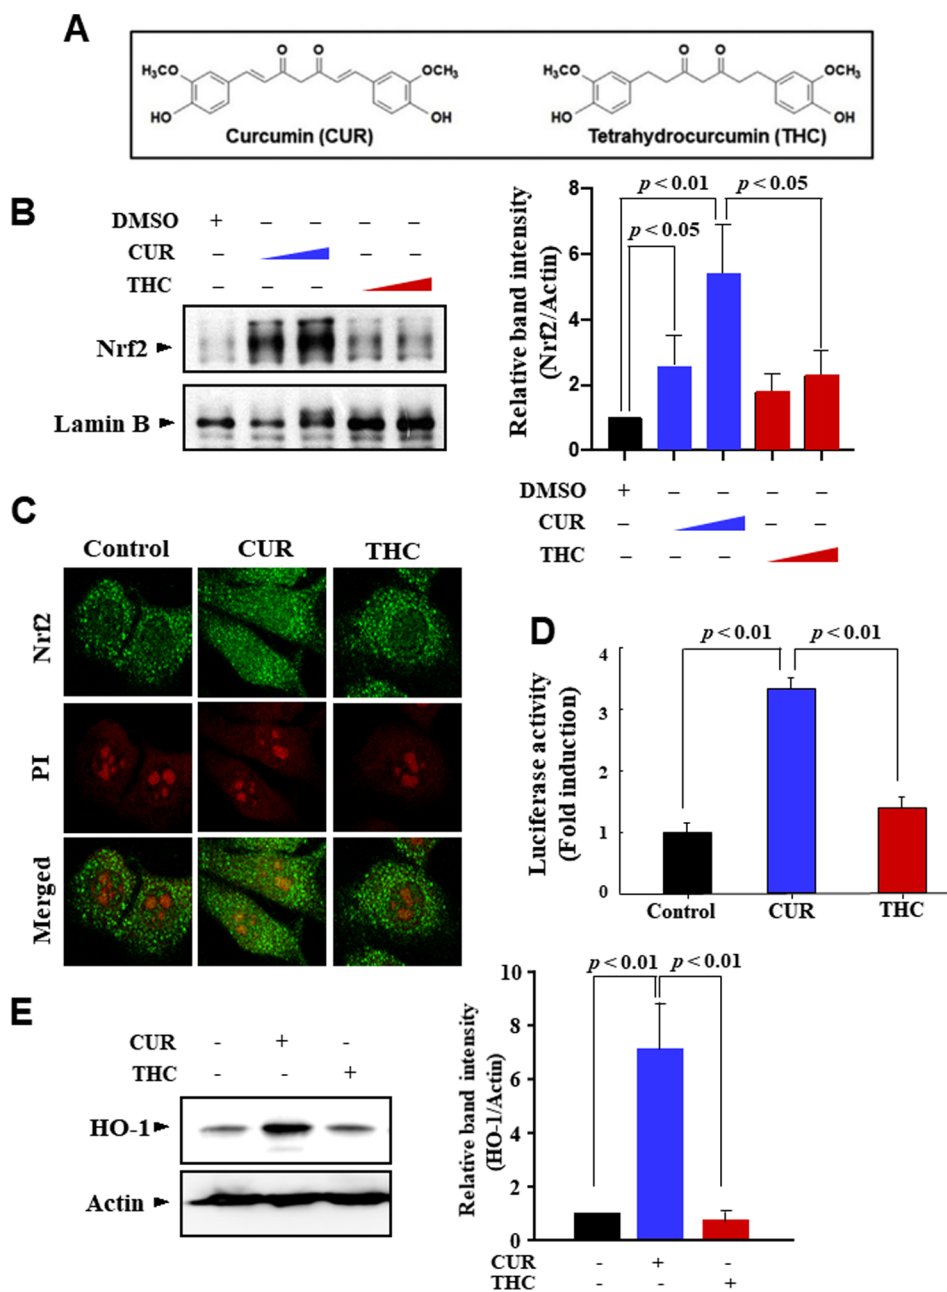 A
O O
H₃CO OCH₃
HO OH
Curcumin (CUR)
O O
H₃CO OCH₃
HO OH
Tetrahydrocurcumin (THC)
B
DMSO + – – – –
CUR – – –
THC – – –
Nrf2
Lamin B
Relative band intensity
(Nrf2/Actin)
8
6
4
2
0
p < 0.01
p < 0.05
p < 0.05
DMSO + – – – –
CUR – – –
THC – – –
C
Control CUR THC
Nrf2
PI
Merged
D
Luciferase activity
(Fold induction)
4
3
2
1
0
p < 0.01 p < 0.01
Control CUR THC
E
CUR - + -
THC - - +
HO-1
Actin
Relative band intensity
(HO-1/Actin)
10
8
6
4
2
0
p < 0.01 p < 0.01
CUR - + -
THC - - +